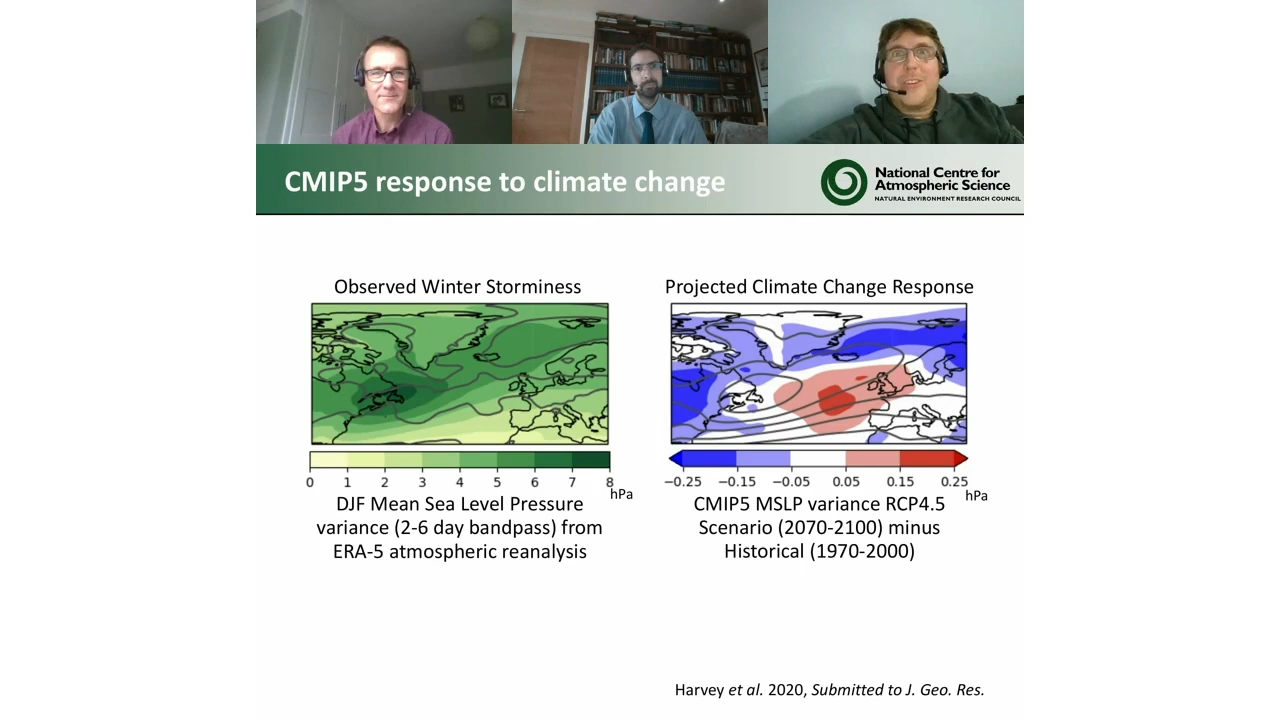 CMIP5 response to climate change
National Centre for
Atmospheric Science
NATURAL ENVIRONMENT RESEARCH COUNCIL
Observed Winter Storminess
Projected Climate Change Response
0 1 2 3 4 5 6 7 8
hPa
−0.25 −0.15 −0.05 0.05 0.15 0.25
hPa
DJF Mean Sea Level Pressure
variance (2-6 day bandpass) from
ERA-5 atmospheric reanalysis
CMIP5 MSLP variance RCP4.5
Scenario (2070-2100) minus
Historical (1970-2000)
Harvey et al. 2020, Submitted to J. Geo. Res.